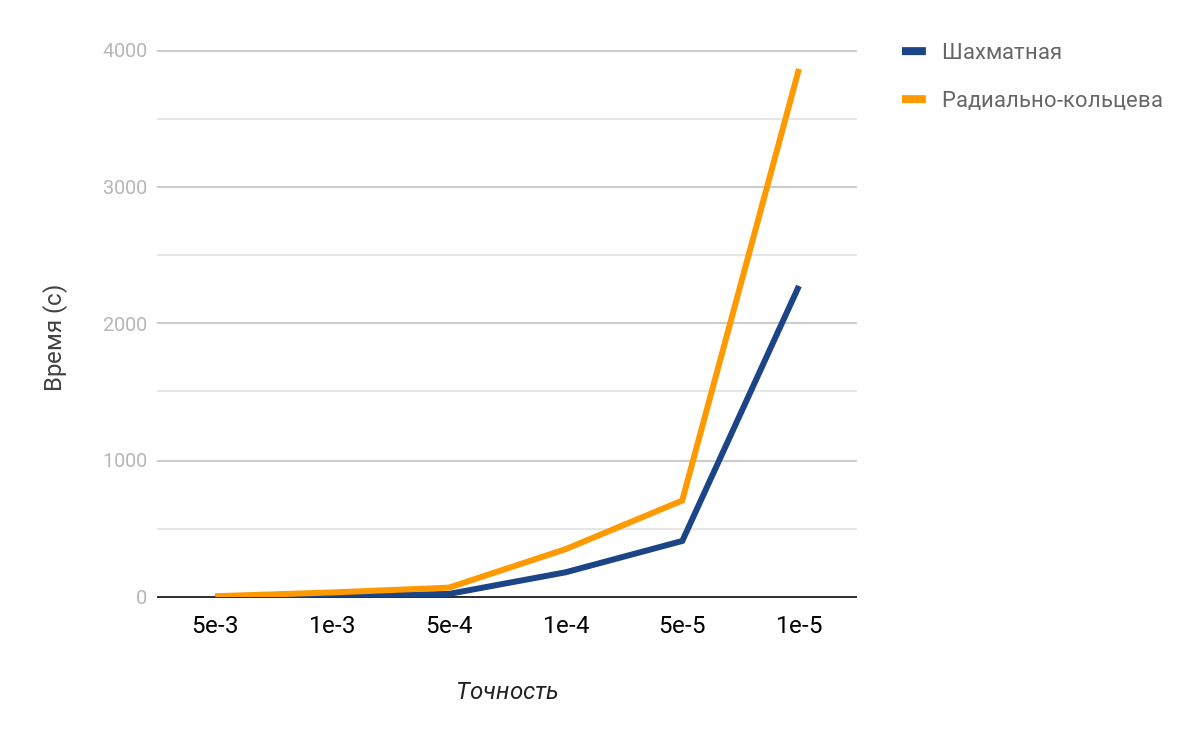 4000
3000
2000
1000
0
Время (с)
5e-3
1e-3
5e-4
1e-4
5e-5
1e-5
Точность
Шахматная
Радиально-кольцева